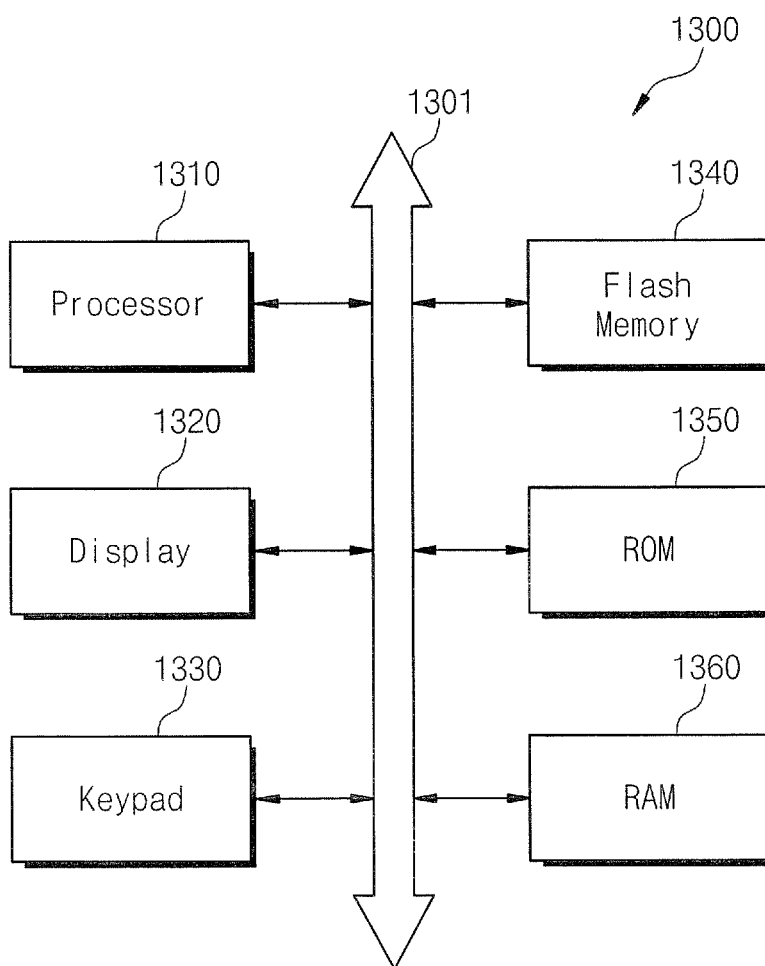 1300
1301
1310
1340
Processor
Flash
Memory
1320
1350
Display
ROM
1330
1360
Keypad
RAM